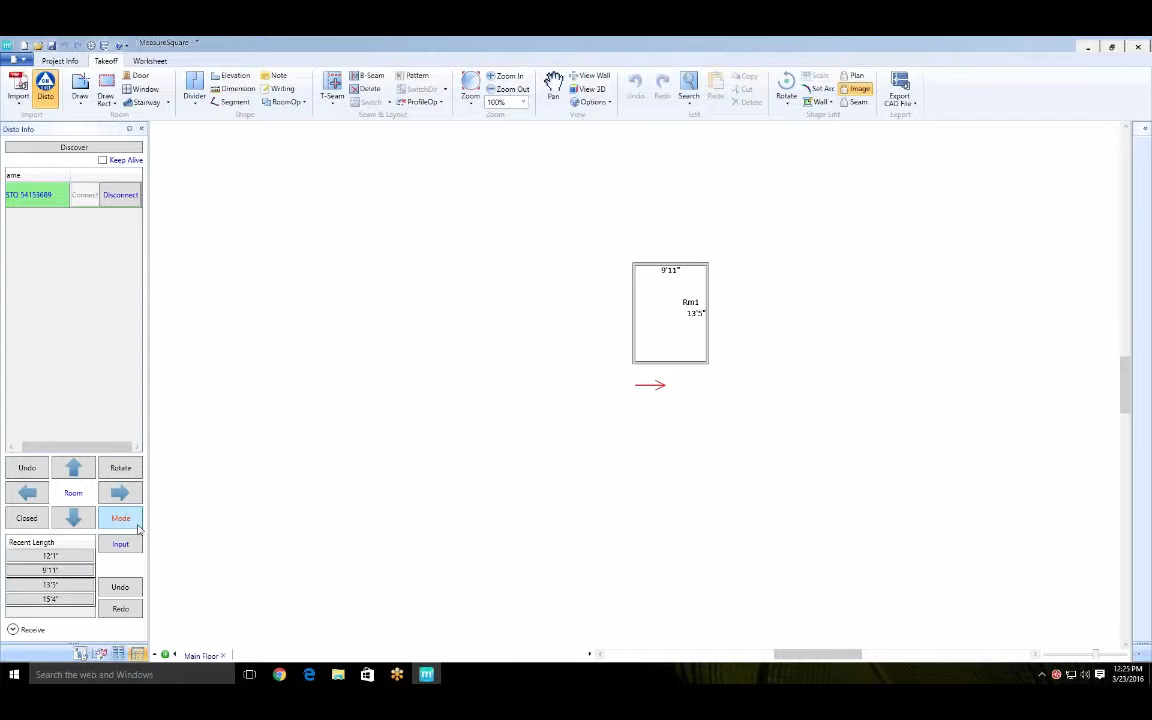 MeasureSquare - *
Project Info Takeoff Worksheet
Import Disto Draw Draw Rect Door Window Stairway Divider Elevation Dimension Segment Note Writing RoomOp T-Seam B-Seam Delete Switch Pattern SwitchDir ProfileOp Zoom Zoom In Zoom Out 100% Pan View Wall View 3D Options Undo Redo Search Paste Copy Cut Delete Rotate Scale Set Arc Wall Plan Image Seam Export CAD File
Import Room Shape Seam & Layout Zoom View Edit Shape Edit Export
Disto Info
Discover
Keep Alive
ame
STO 54153689 Connect Disconnect
9'11"
Rm1
13'5"
Undo Rotate
Room
Closed Mode
Recent Length Input
12'1"
9'11"
13'5" Undo
15'4" Redo
Receive
Main Floor
Search the web and Windows
12:25 PM
3/23/2016